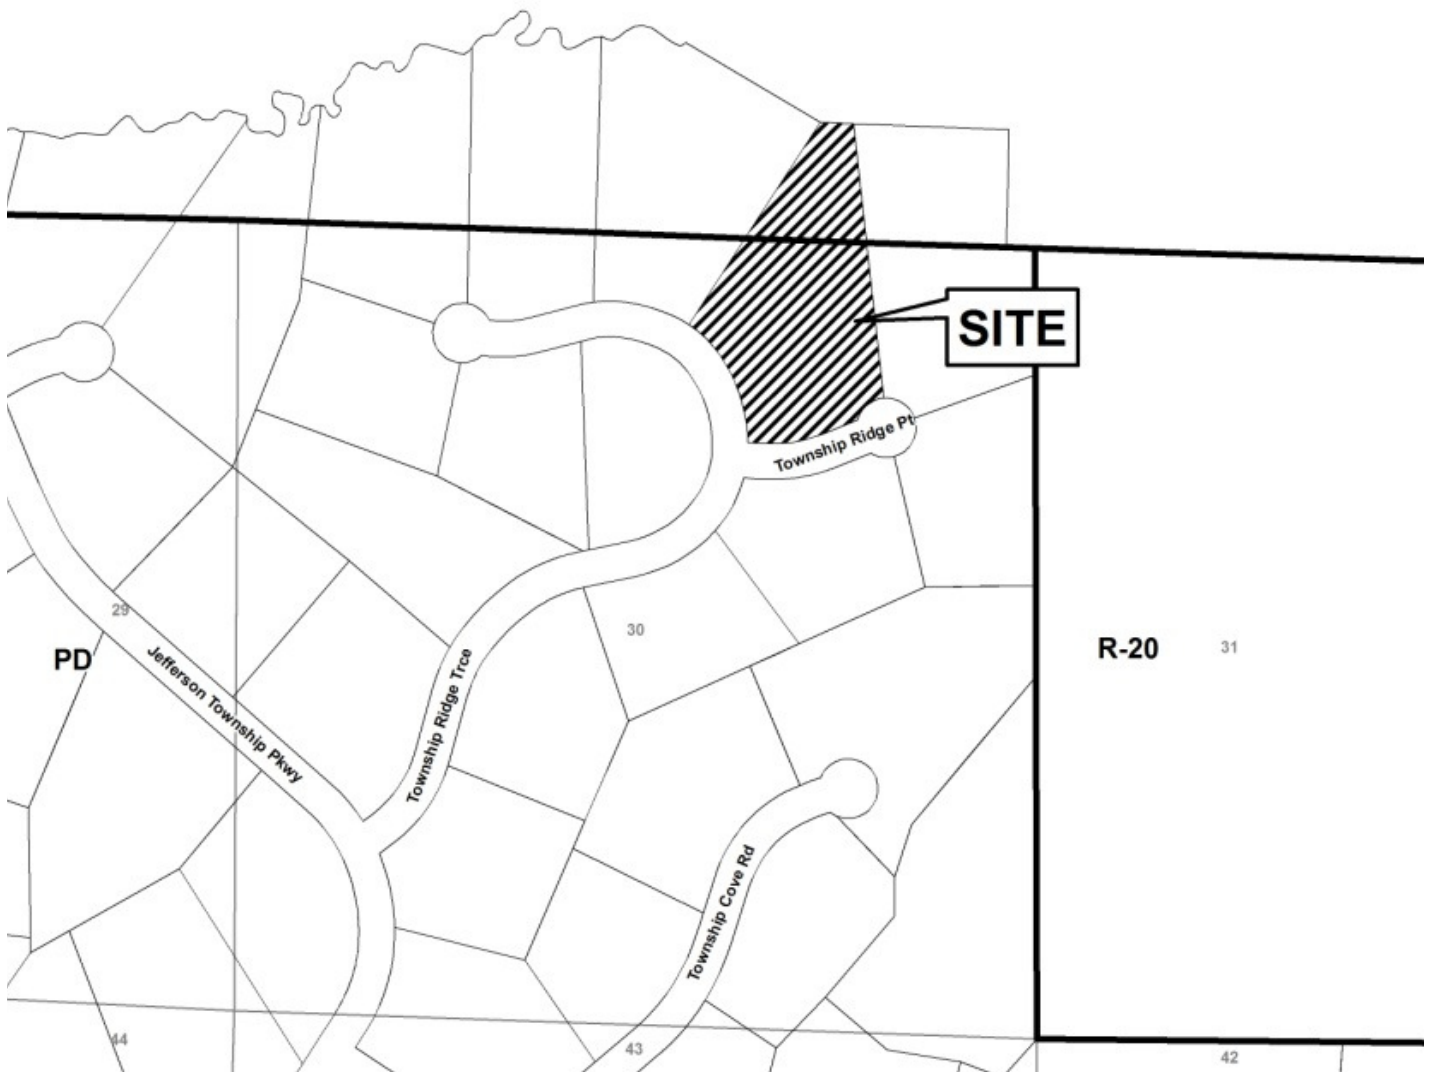 SITE
Township Ridge Pt
29
30
PD
R-20
31
Jefferson Township Pkwy
Township Ridge Trce
Township Cove Rd
44
43
42